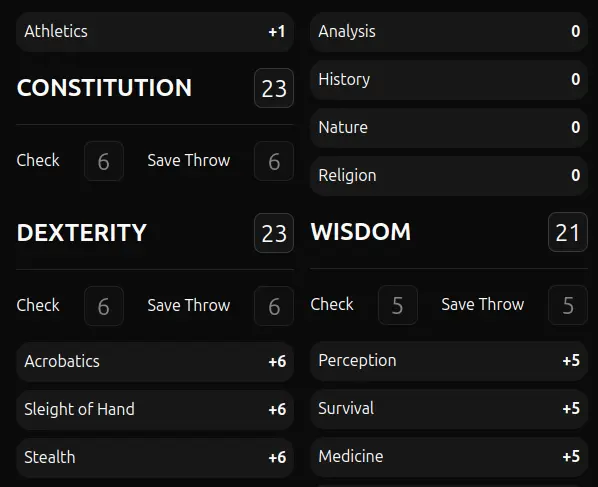 Athletics +1
CONSTITUTION 23
Check 6 Save Throw 6
DEXTERITY 23
Check 6 Save Throw 6
Acrobatics +6
Sleight of Hand +6
Stealth +6
Analysis 0
History 0
Nature 0
Religion 0
WISDOM 21
Check 5 Save Throw 5
Perception +5
Survival +5
Medicine +5